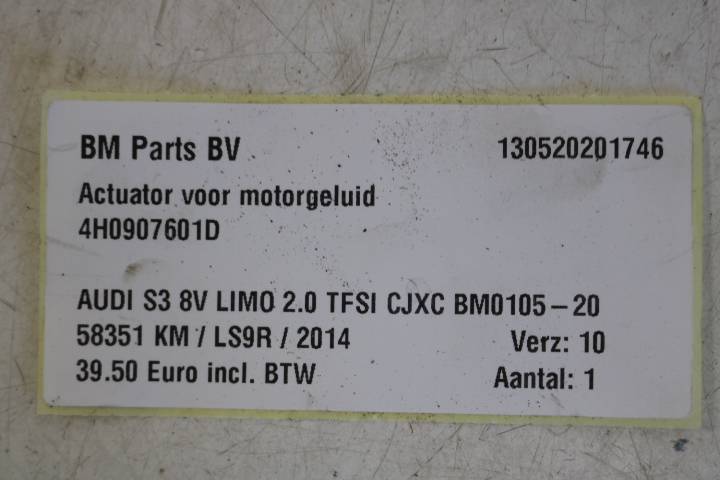 BM Parts BV 130520201746
Actuator voor motorgeluid
4H0907601D
AUDI S3 8V LIMO 2.0 TFSI CJXC BM0105-20
58351 KM / LS9R / 2014 Verz: 10
39.50 Euro incl. BTW Aantal: 1